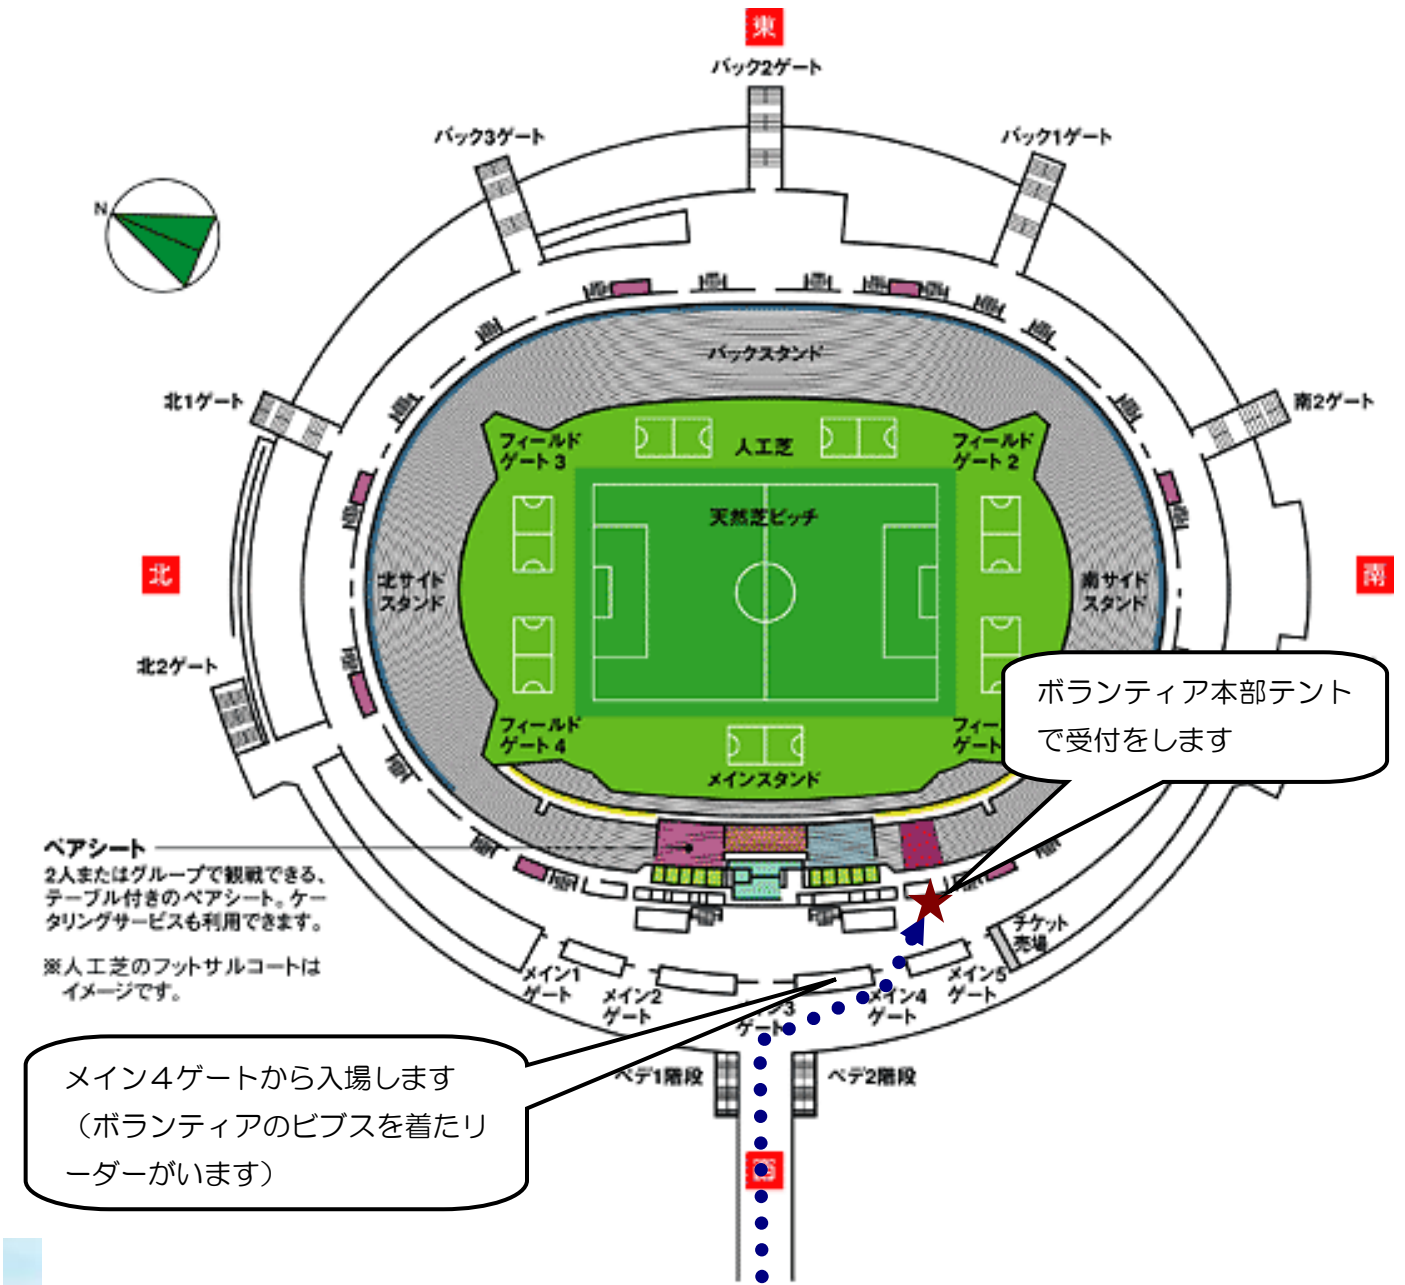 東
バック2ゲート
バック3ゲート
バック1ゲート
N
バックスタンド
北1ゲート
南2ゲート
フィールド
ゲート3
人工芝
フィールド
ゲート2
天然芝ピッチ
北
南
北サイド
スタンド
南サイド
スタンド
北2ゲート
ボランティア本部テント
で受付をします
フィールド
ゲート4
フィー
ゲート
メインスタンド
ペアシート
2人またはグループで観戦できる、
テーブル付きのペアシート。ケー
タリングサービスも利用できます。
※人工芝のフットサルコートは
イメージです。
チケット
売場
メイン1
ゲート
メイン2
ゲート
ン3
ゲート
メイン4
ゲート
メイン5
ゲート
メイン4ゲートから入場します
（ボランティアのビブスを着たリ
ーダーがいます）
ペデ1階段
ペデ2階段
西